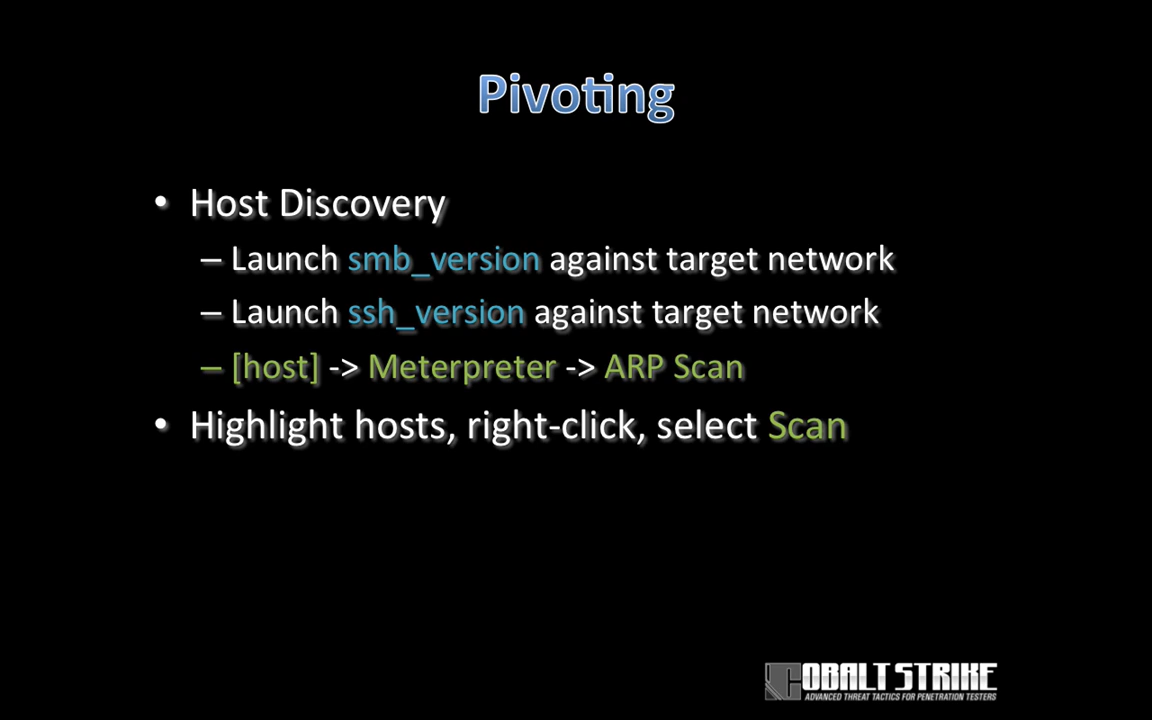 Pivoting
• Host Discovery
– Launch smb_version against target network
– Launch ssh_version against target network
– [host] -> Meterpreter -> ARP Scan
• Highlight hosts, right-click, select Scan
COBALT STRIKE
ADVANCED THREAT TACTICS FOR PENETRATION TESTERS